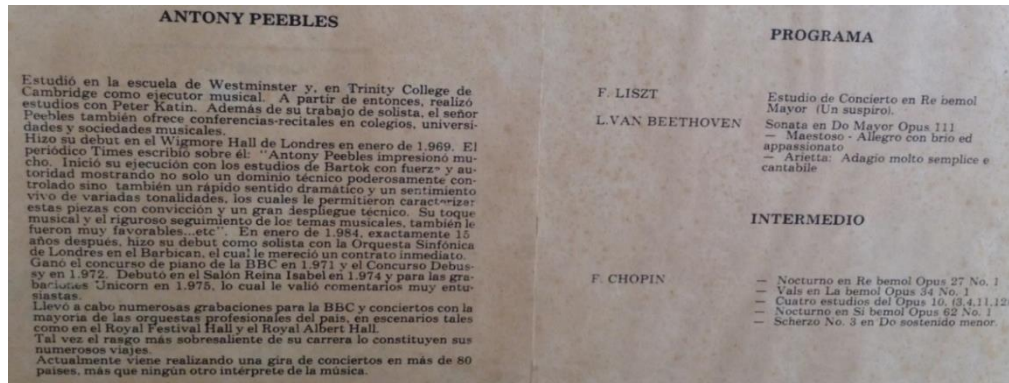 ANTONY PEEBLES
Estudió en la escuela de Westminster y, en Trinity College de
Cambridge como ejecutor musical. A partir de entonces, realizó
estudios con Peter Katin. Además de su trabajo de solista, el señor
Peebles también ofrece conferencias-recitales en colegios, universi-
dades y sociedades musicales.
Hizo su debut en el Wigmore Hall de Londres en enero de 1.969. El
periódico Times escribió sobre él: "Antony Peebles impresionó mu-
cho. Inició su ejecución con los estudios de Bartok con fuerza y au-
toridad mostrando no solo un dominio técnico poderosamente con-
trolado sino también un rápido sentido dramático y un sentimiento
vivo de variadas tonalidades, los cuales le permitieron caracterizar
estas piezas con convicción y un gran despliegue técnico. Su toque
musical y el riguroso seguimiento de los temas musicales, también le
fueron muy favorables...etc". En enero de 1.984, exactamente 15
años después, hizo su debut como solista con la Orquesta Sinfónica
de Londres en el Barbican, el cual le mereció un contrato inmediato.
Ganó el concurso de piano de la BBC en 1.971 y el Concurso Debus-
sy en 1.972. Debutó en el Salón Reina Isabel en 1.974 y para las gra-
baciones Unicorn en 1.975, lo cual le valió comentarios muy entu-
siastas.
Llevó a cabo numerosas grabaciones para la BBC y conciertos con la
mayoría de las orquestas profesionales del país, en escenarios tales
como en el Royal Festival Hall y el Royal Albert Hall.
Tal vez el rasgo más sobresaliente de su carrera lo constituyen sus
numerosos viajes.
Actualmente viene realizando una gira de conciertos en más de 80
países, más que ningún otro intérprete de la música.
PROGRAMA
F. LISZT Estudio de Concierto en Re bemol
Mayor (Un suspiro).
L.VAN BEETHOVEN Sonata en Do Mayor Opus 111
— Maestoso - Allegro con brio ed
appassionato
— Arietta: Adagio molto semplice e
cantabile
INTERMEDIO
F. CHOPIN — Nocturno en Re bemol Opus 27 No. 1
— Vals en La bemol Opus 34 No. 1
— Cuatro estudios del Opus 10, (3,4,11,12)
— Nocturno en Si bemol Opus 62 No. 1
— Scherzo No. 3 en Do sostenido menor.